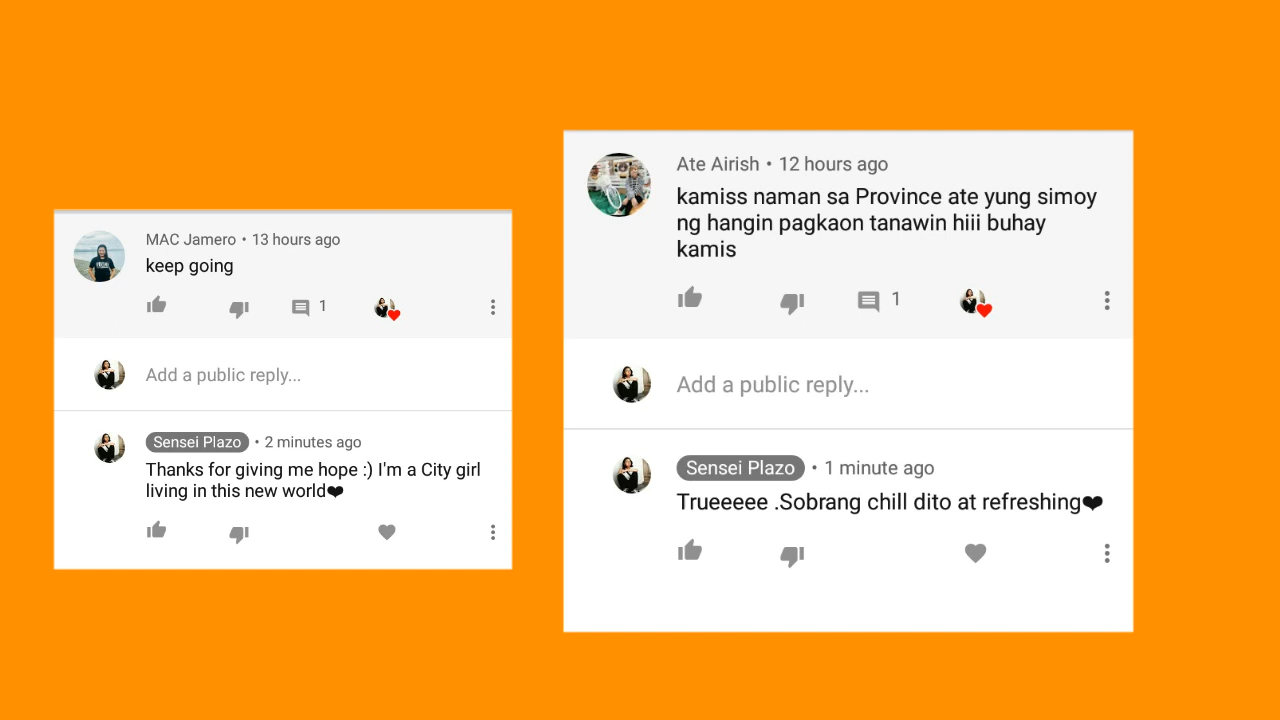 MAC Jamero • 13 hours ago
keep going
1
Add a public reply...
Sensei Plazo • 2 minutes ago
Thanks for giving me hope :) I'm a City girl
living in this new world❤
Ate Airish • 12 hours ago
kamiss naman sa Province ate yung simoy
ng hangin pagkaon tanawin hiii buhay
kamis
1
Add a public reply...
Sensei Plazo • 1 minute ago
Trueeeee .Sobrang chill dito at refreshing❤